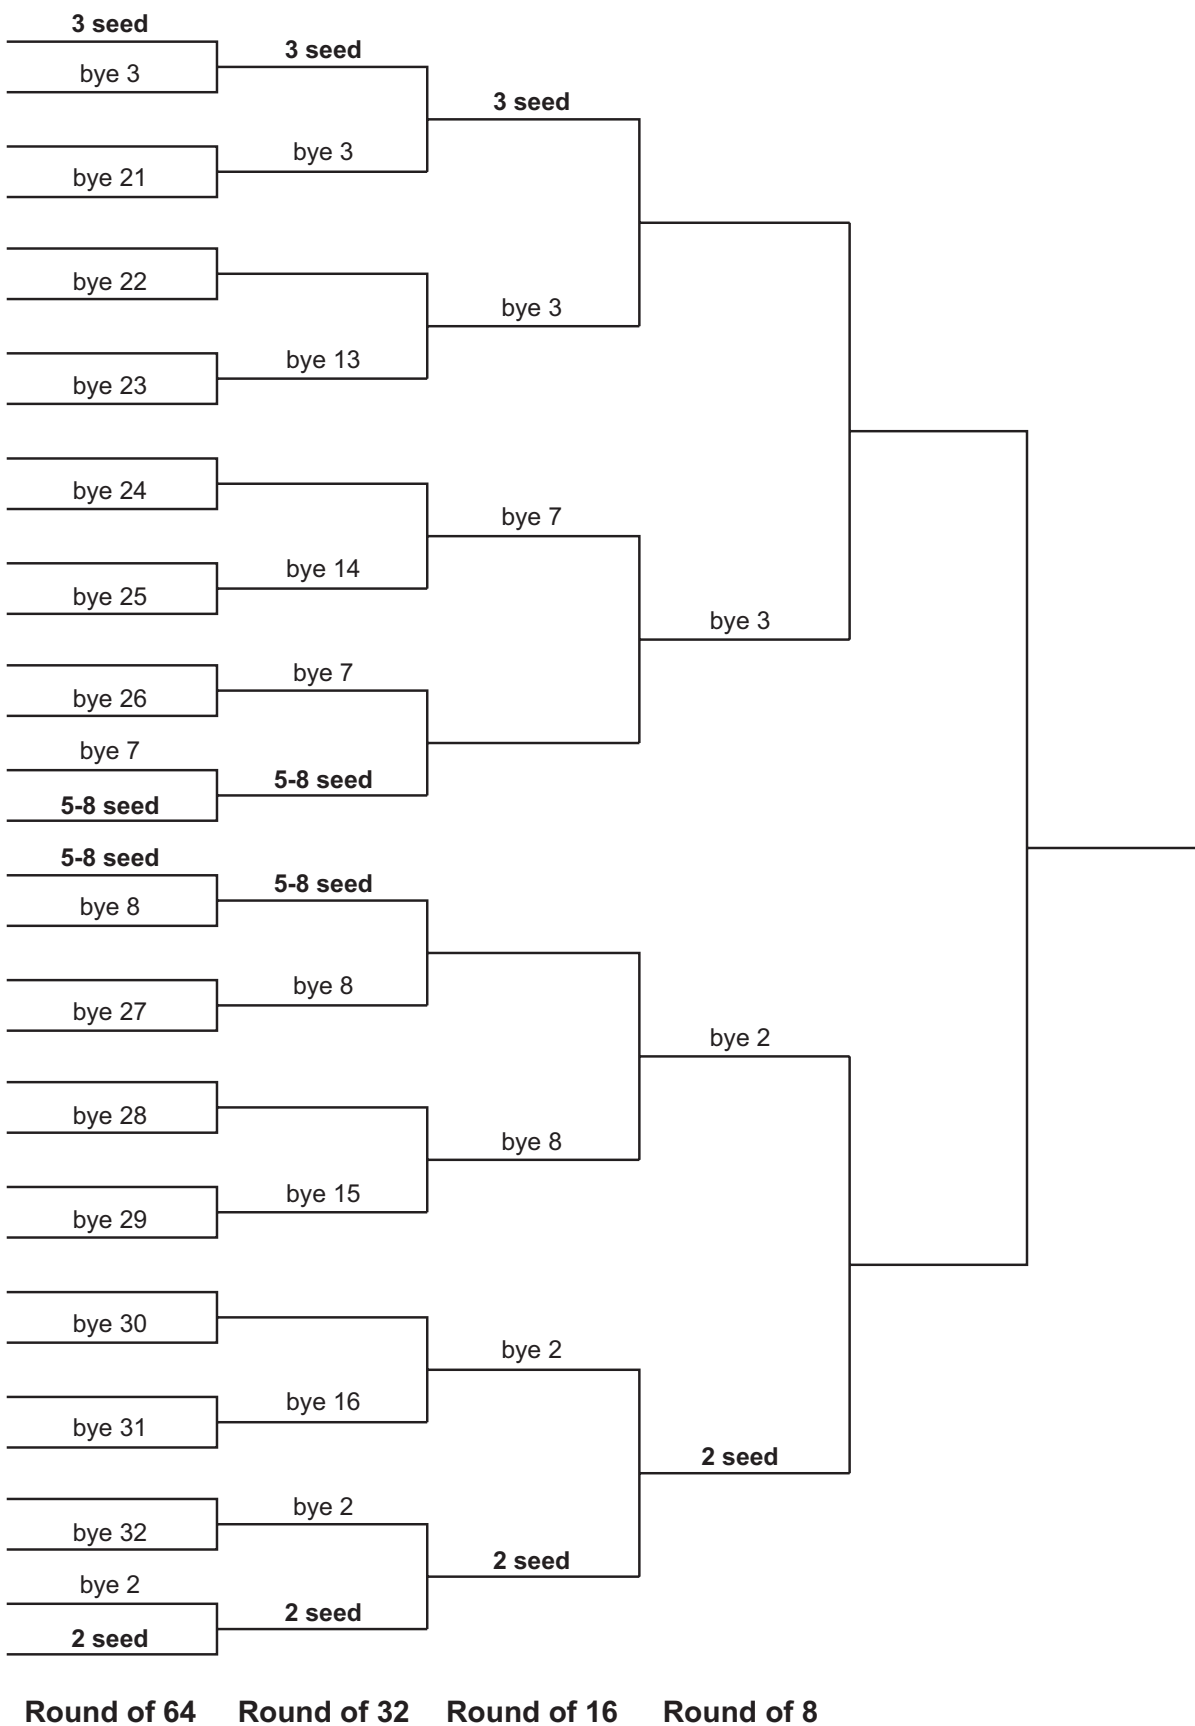 3 seed
3 seed
bye 3
3 seed
bye 3
bye 21
bye 22
bye 3
bye 13
bye 23
bye 24
bye 7
bye 14
bye 25
bye 3
bye 7
bye 26
bye 7
5-8 seed
5-8 seed
5-8 seed
5-8 seed
bye 8
bye 8
bye 27
bye 2
bye 28
bye 8
bye 15
bye 29
bye 30
bye 2
bye 16
bye 31
2 seed
bye 2
bye 32
2 seed
bye 2
2 seed
2 seed
Round of 64 Round of 32 Round of 16 Round of 8